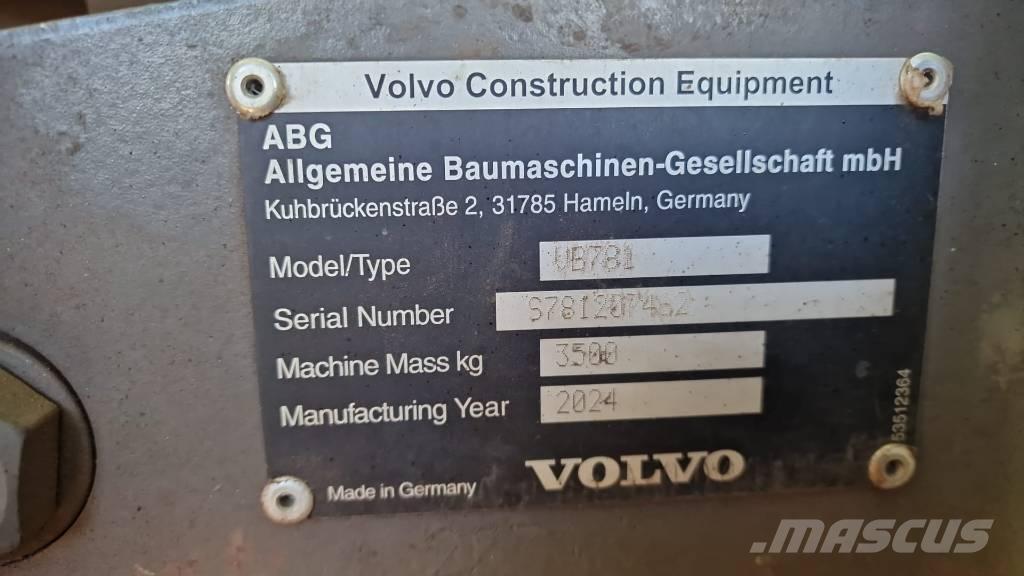 Volvo Construction Equipment
ABG
Allgemeine Baumaschinen-Gesellschaft mbH
Kuhbrückenstraße 2, 31785 Hameln, Germany
Model/Type VB781
Serial Number
Machine Mass kg 3500
Manufacturing Year 2024
53512364
VOLVO
Made in Germany
MASCUS